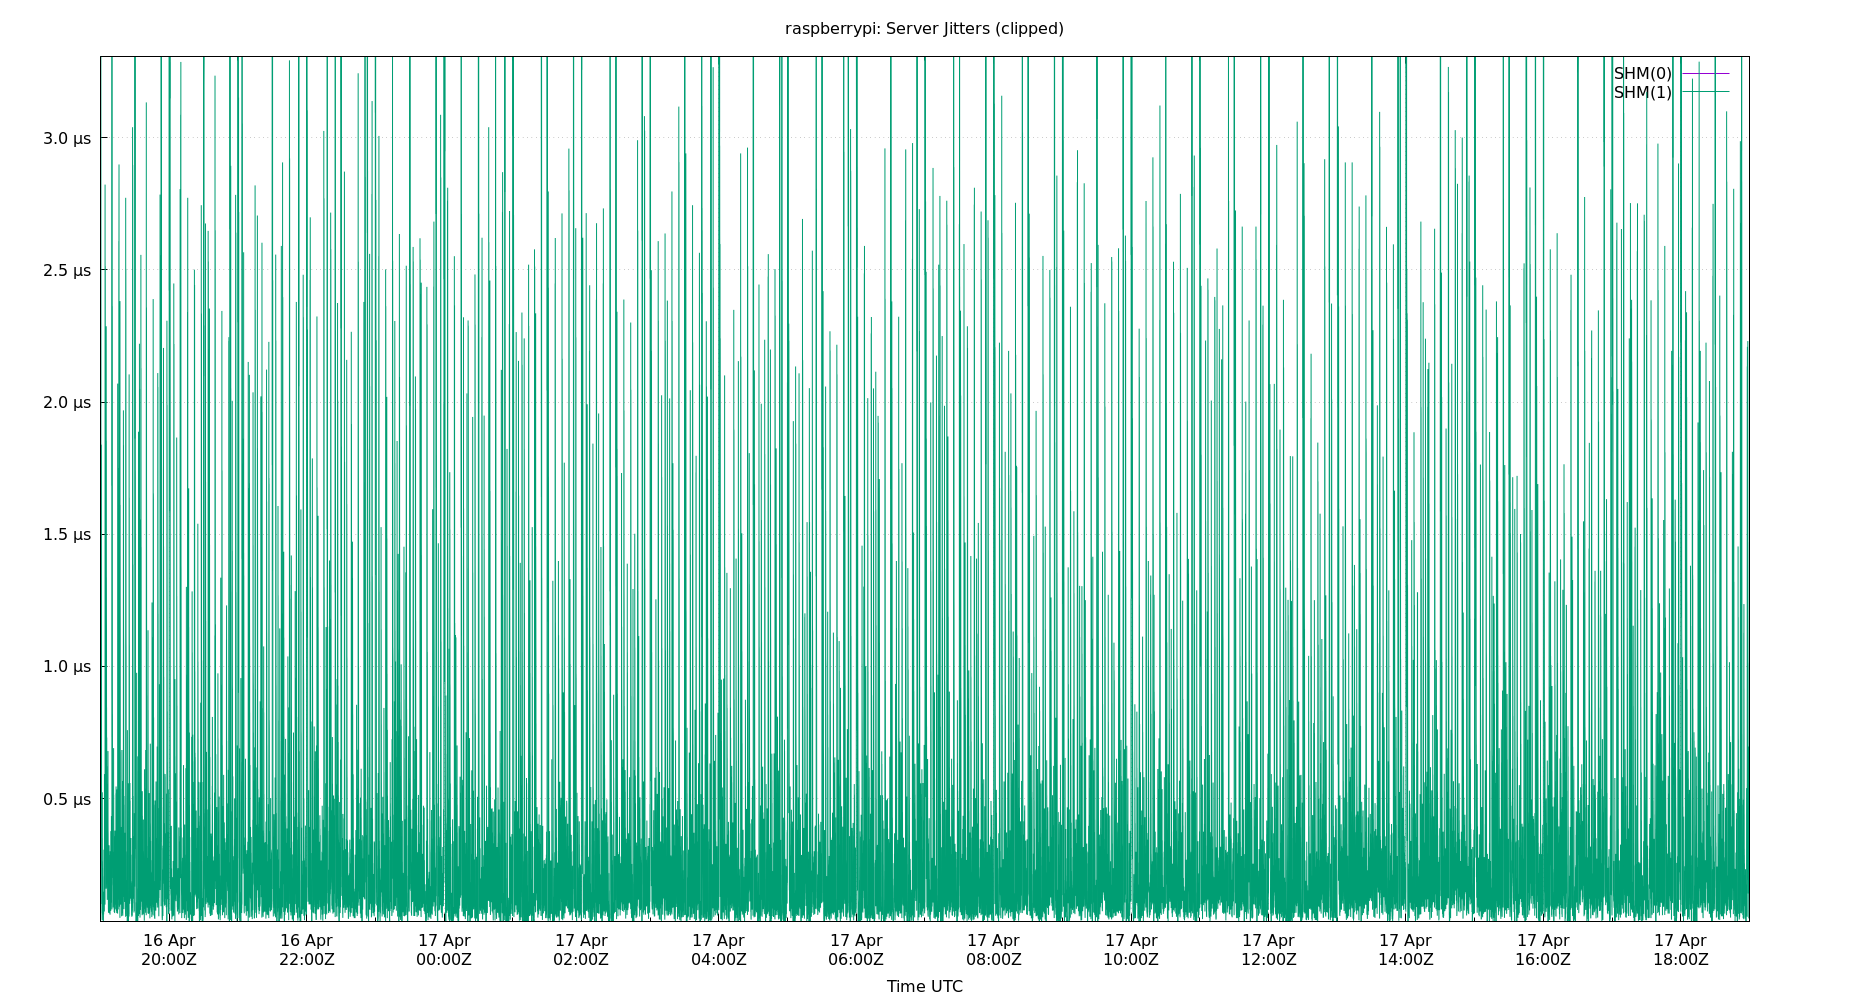 raspberrypi: Server Jitters (clipped)
SHM(0)
SHM(1)
3.0 µs
2.5 µs
2.0 µs
1.5 µs
1.0 µs
0.5 µs
16 Apr 16 Apr 17 Apr 17 Apr 17 Apr 17 Apr 17 Apr 17 Apr 17 Apr 17 Apr 17 Apr 17 Apr
20:00Z 22:00Z 00:00Z 02:00Z 04:00Z 06:00Z 08:00Z 10:00Z 12:00Z 14:00Z 16:00Z 18:00Z
Time UTC